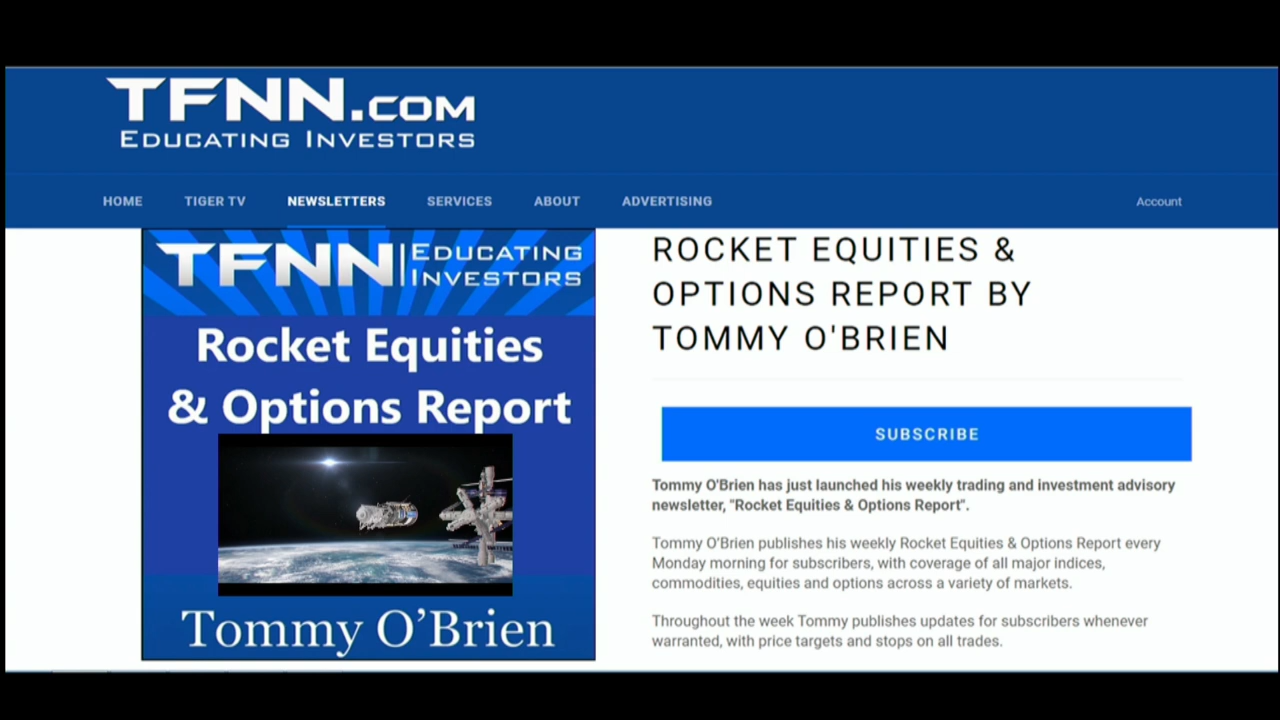 TFNN.COM
EDUCATING INVESTORS
HOME TIGER TV NEWSLETTERS SERVICES ABOUT ADVERTISING Account
TFNN | EDUCATING
INVESTORS
Rocket Equities
& Options Report
Tommy O’Brien
ROCKET EQUITIES &
OPTIONS REPORT BY
TOMMY O'BRIEN
SUBSCRIBE
Tommy O'Brien has just launched his weekly trading and investment advisory
newsletter, "Rocket Equities & Options Report".
Tommy O'Brien publishes his weekly Rocket Equities & Options Report every
Monday morning for subscribers, with coverage of all major indices,
commodities, equities and options across a variety of markets.
Throughout the week Tommy publishes updates for subscribers whenever
warranted, with price targets and stops on all trades.